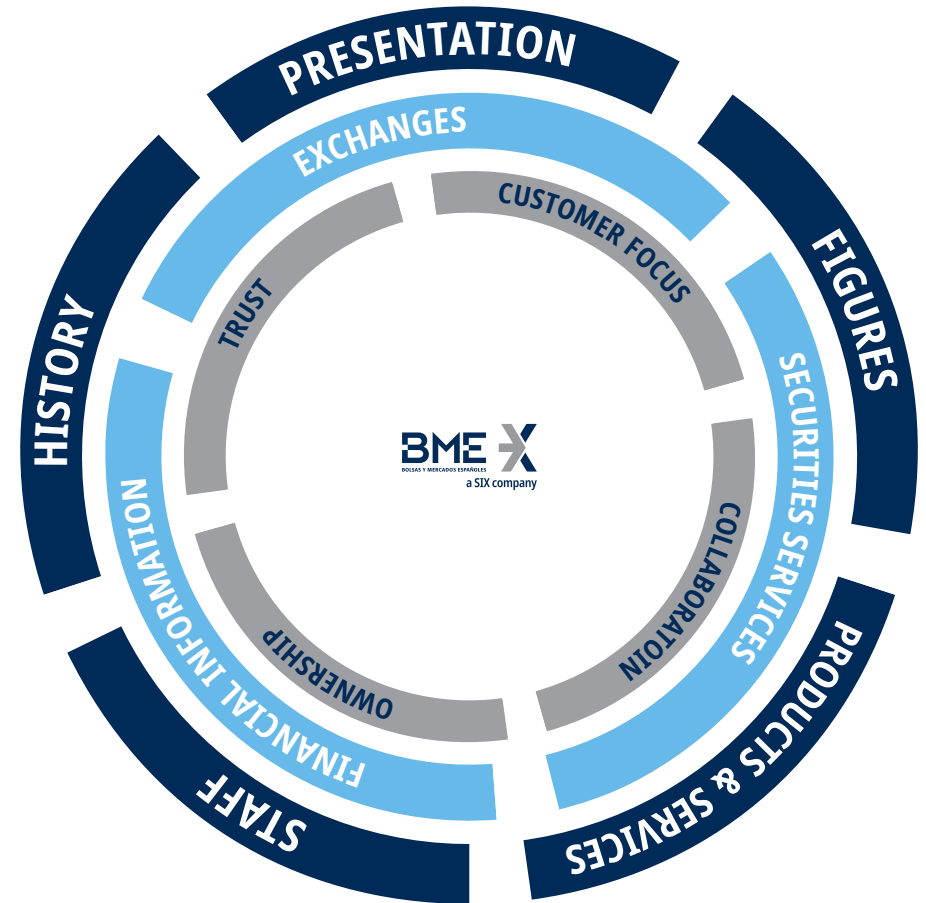 PRESENTATION
FIGURES
PRODUCTS & SERVICES
STAFF
HISTORY
EXCHANGES
SECURITIES SERVICES
FINANCIAL INFORMATION
CUSTOMER FOCUS
COLLABORATOIN
OWNERSHIP
TRUST
BME X
BOLSAS Y MERCADOS ESPAÑOLES
a SIX company